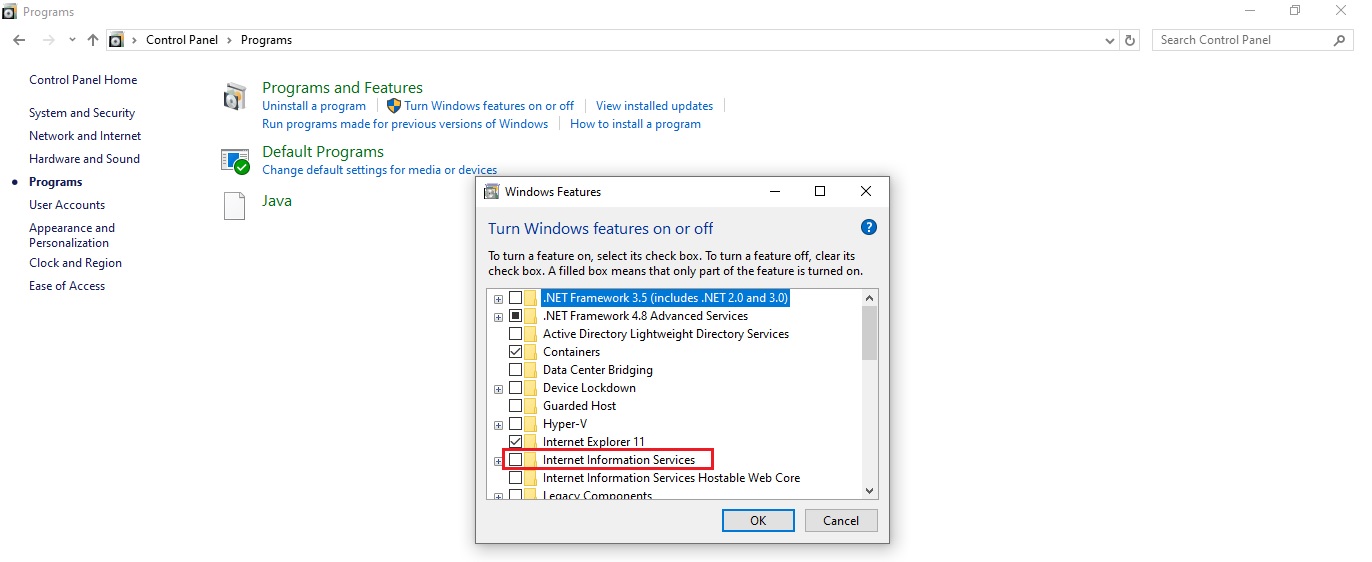 Programs
Control Panel > Programs
Search Control Panel
Control Panel Home
System and Security
Network and Internet
Hardware and Sound
Programs
User Accounts
Appearance and
Personalization
Clock and Region
Ease of Access
Programs and Features
Uninstall a program
Turn Windows features on or off
View installed updates
Run programs made for previous versions of Windows
How to install a program
Default Programs
Change default settings for media or devices
Java
Windows Features
Turn Windows features on or off
?
To turn a feature on, select its check box. To turn a feature off, clear its
check box. A filled box means that only part of the feature is turned on.
.NET Framework 3.5 (includes .NET 2.0 and 3.0)
.NET Framework 4.8 Advanced Services
Active Directory Lightweight Directory Services
Containers
Data Center Bridging
Device Lockdown
Guarded Host
Hyper-V
Internet Explorer 11
Internet Information Services
Internet Information Services Hostable Web Core
Legacy Components
OK
Cancel